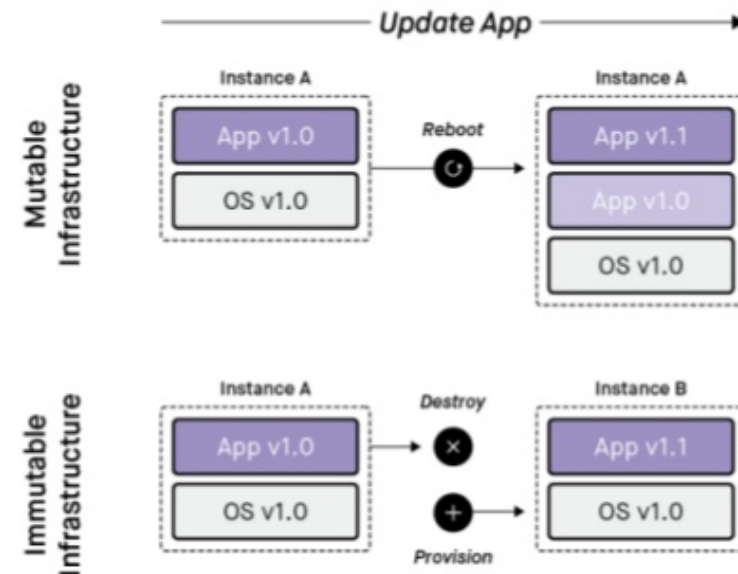 Update App
Mutable
Infrastructure
Instance A
App v1.0
OS v1.0
Reboot
Instance A
App v1.1
App v1.0
OS v1.0
Immutable
Infrastructure
Instance A
App v1.0
OS v1.0
Destroy
Provision
Instance B
App v1.1
OS v1.0